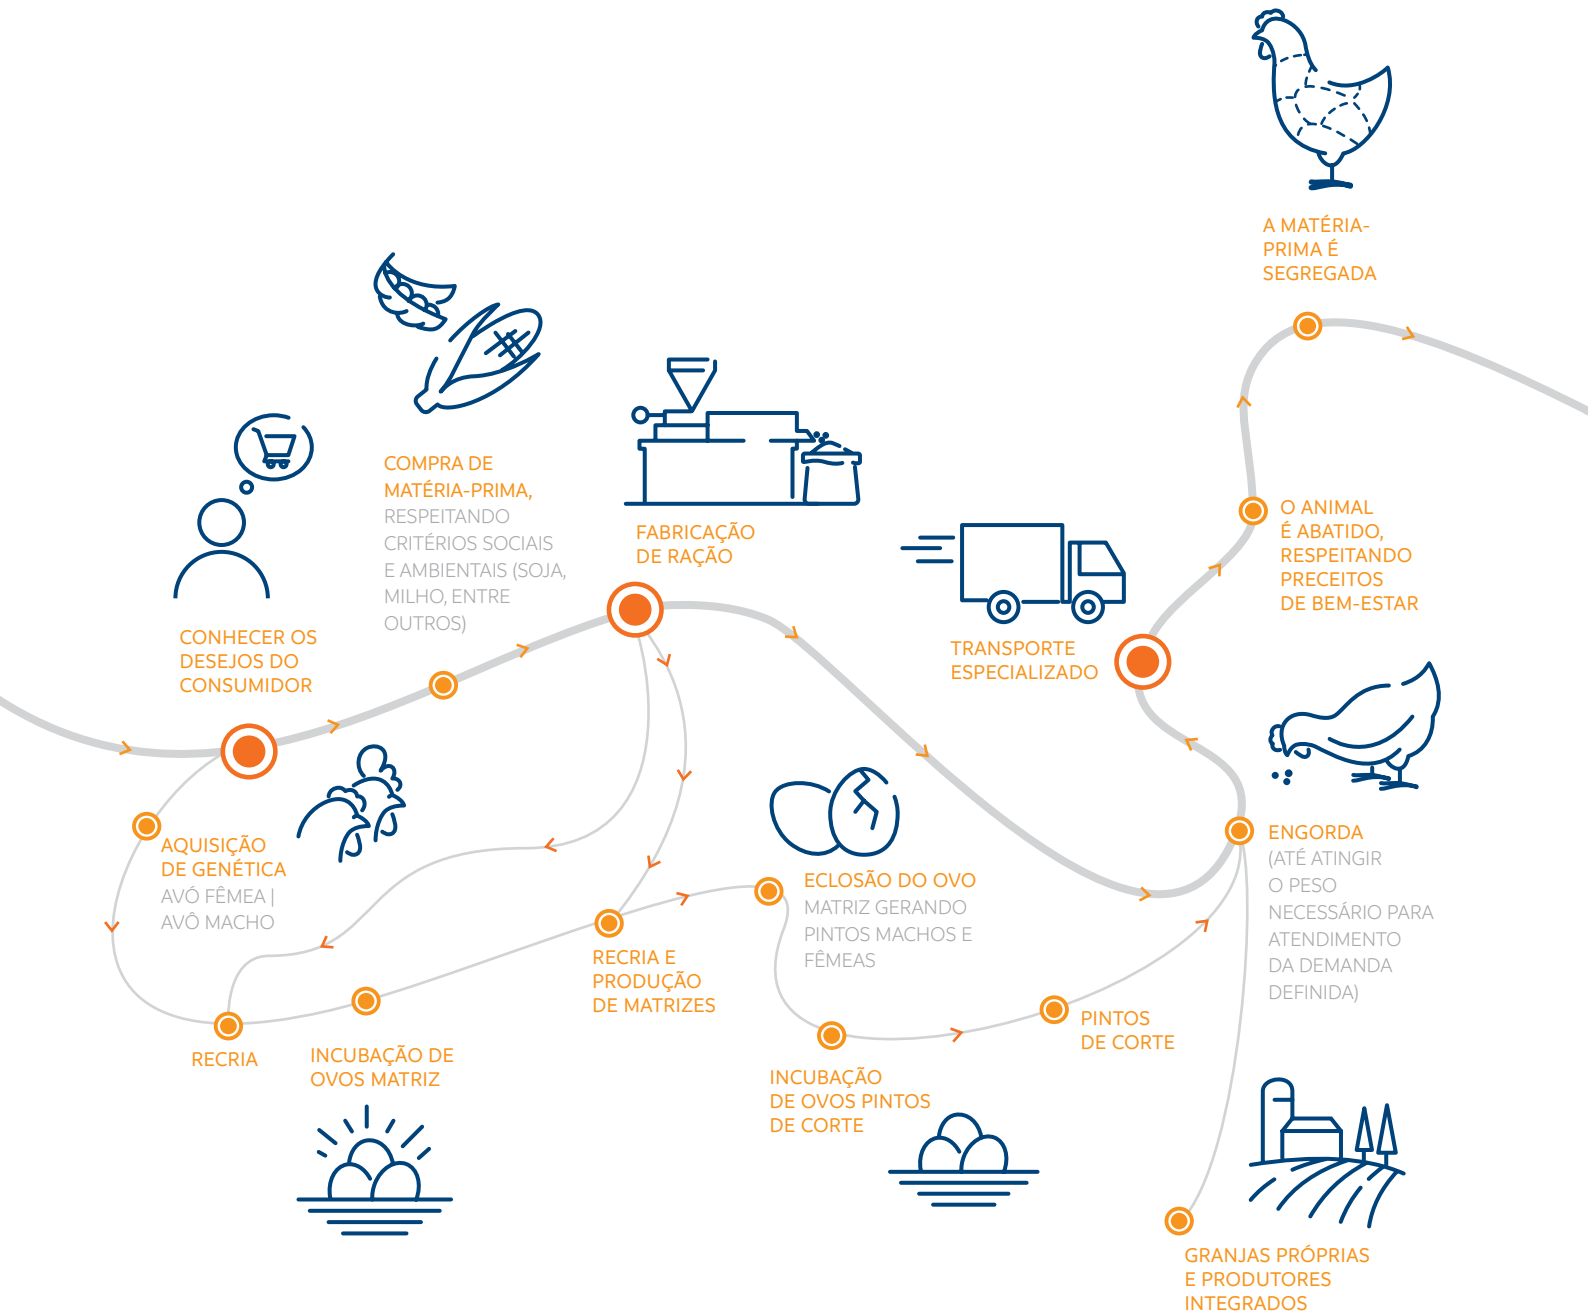 A MATÉRIA-
PRIMA É
SEGREGADA
COMPRA DE
MATÉRIA-PRIMA,
RESPEITANDO
CRITÉRIOS SOCIAIS
E AMBIENTAIS (SOJA,
MILHO, ENTRE
OUTROS)
FABRICAÇÃO
DE RAÇÃO
O ANIMAL
É ABATIDO,
RESPEITANDO
PRECEITOS
DE BEM-ESTAR
CONHECER OS
DESEJOS DO
CONSUMIDOR
TRANSPORTE
ESPECIALIZADO
AQUISIÇÃO
DE GENÉTICA
AVÓ FÊMEA |
AVÔ MACHO
ENGORDA
(ATÉ ATINGIR
O PESO
NECESSÁRIO PARA
ATENDIMENTO
DA DEMANDA
DEFINIDA)
ECLOSÃO DO OVO
MATRIZ GERANDO
PINTOS MACHOS E
FÊMEAS
RECRIA E
PRODUÇÃO
DE MATRIZES
RECRIA
INCUBAÇÃO DE
OVOS MATRIZ
INCUBAÇÃO
DE OVOS PINTOS
DE CORTE
PINTOS
DE CORTE
GRANJAS PRÓPRIAS
E PRODUTORES
INTEGRADOS